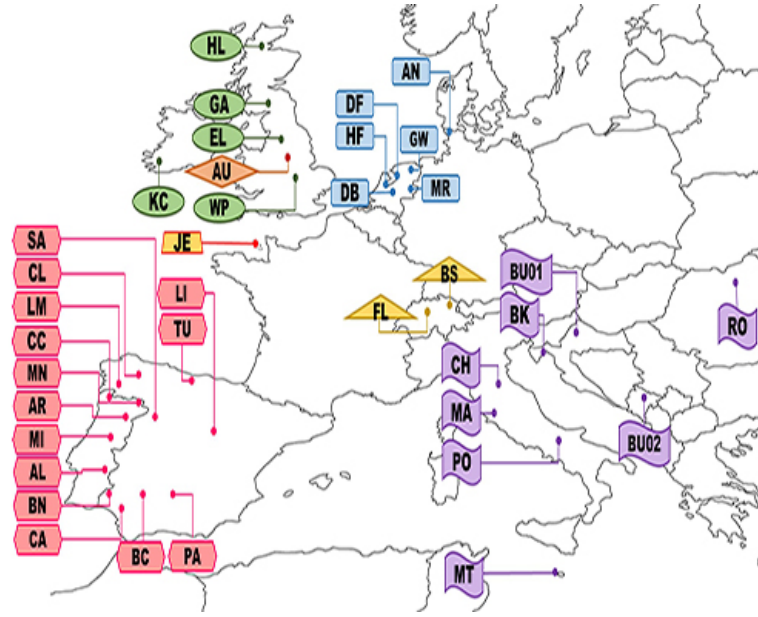 HL
AN
GA
DF
EL
HF
GW
AU
DB
MR
KC
WP
SA
JE
CL
BS
BU01
LI
LM
FL
BK
RO
TU
CC
CH
MN
AR
MA
MI
BU02
PO
AL
BN
CA
BC
PA
MT